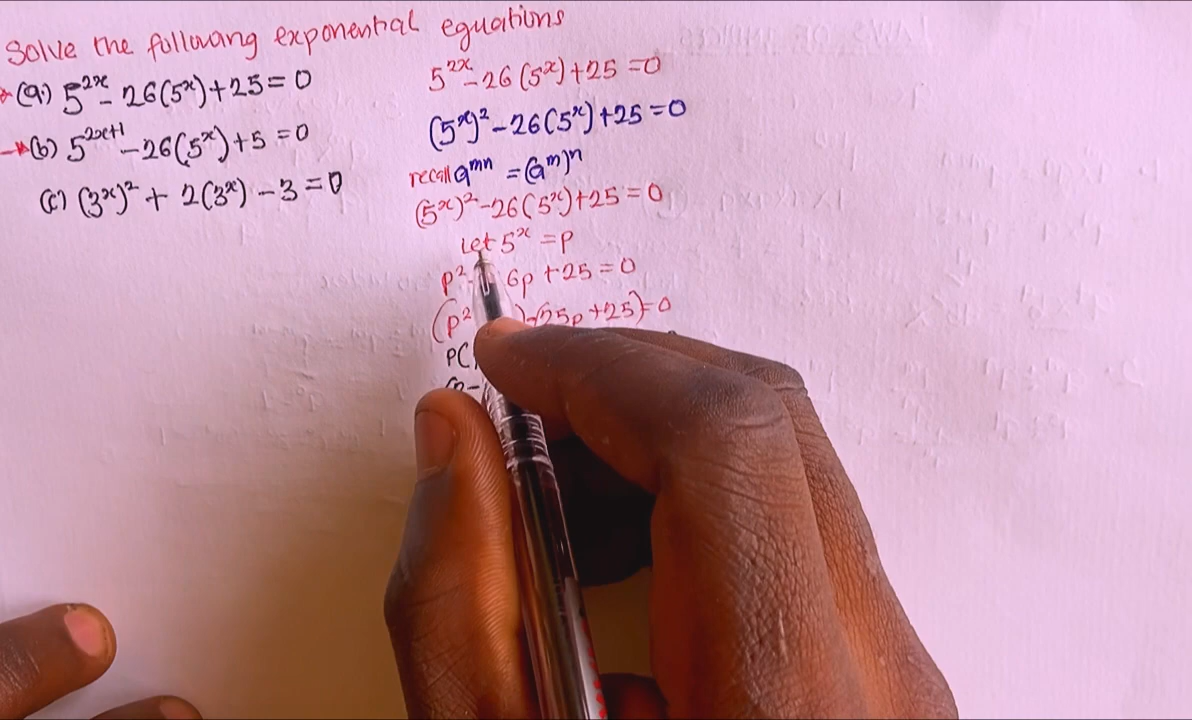 Solve the following exponential equations
(a) 5^{2x} - 26(5^x) + 25 = 0
(b) 5^{2x+1} - 26(5^x) + 5 = 0
(c) (3^x)^2 + 2(3^x) - 3 = 0
5^{2x} - 26(5^x) + 25 = 0
(5^x)^2 - 26(5^x) + 25 = 0
recall a^{mn} = (a^m)^n
(5^x)^2 - 26(5^x) + 25 = 0
Let 5^x = p
p^2 - 6p + 25 = 0
(p^2 ) - (25p + 25) = 0
p(